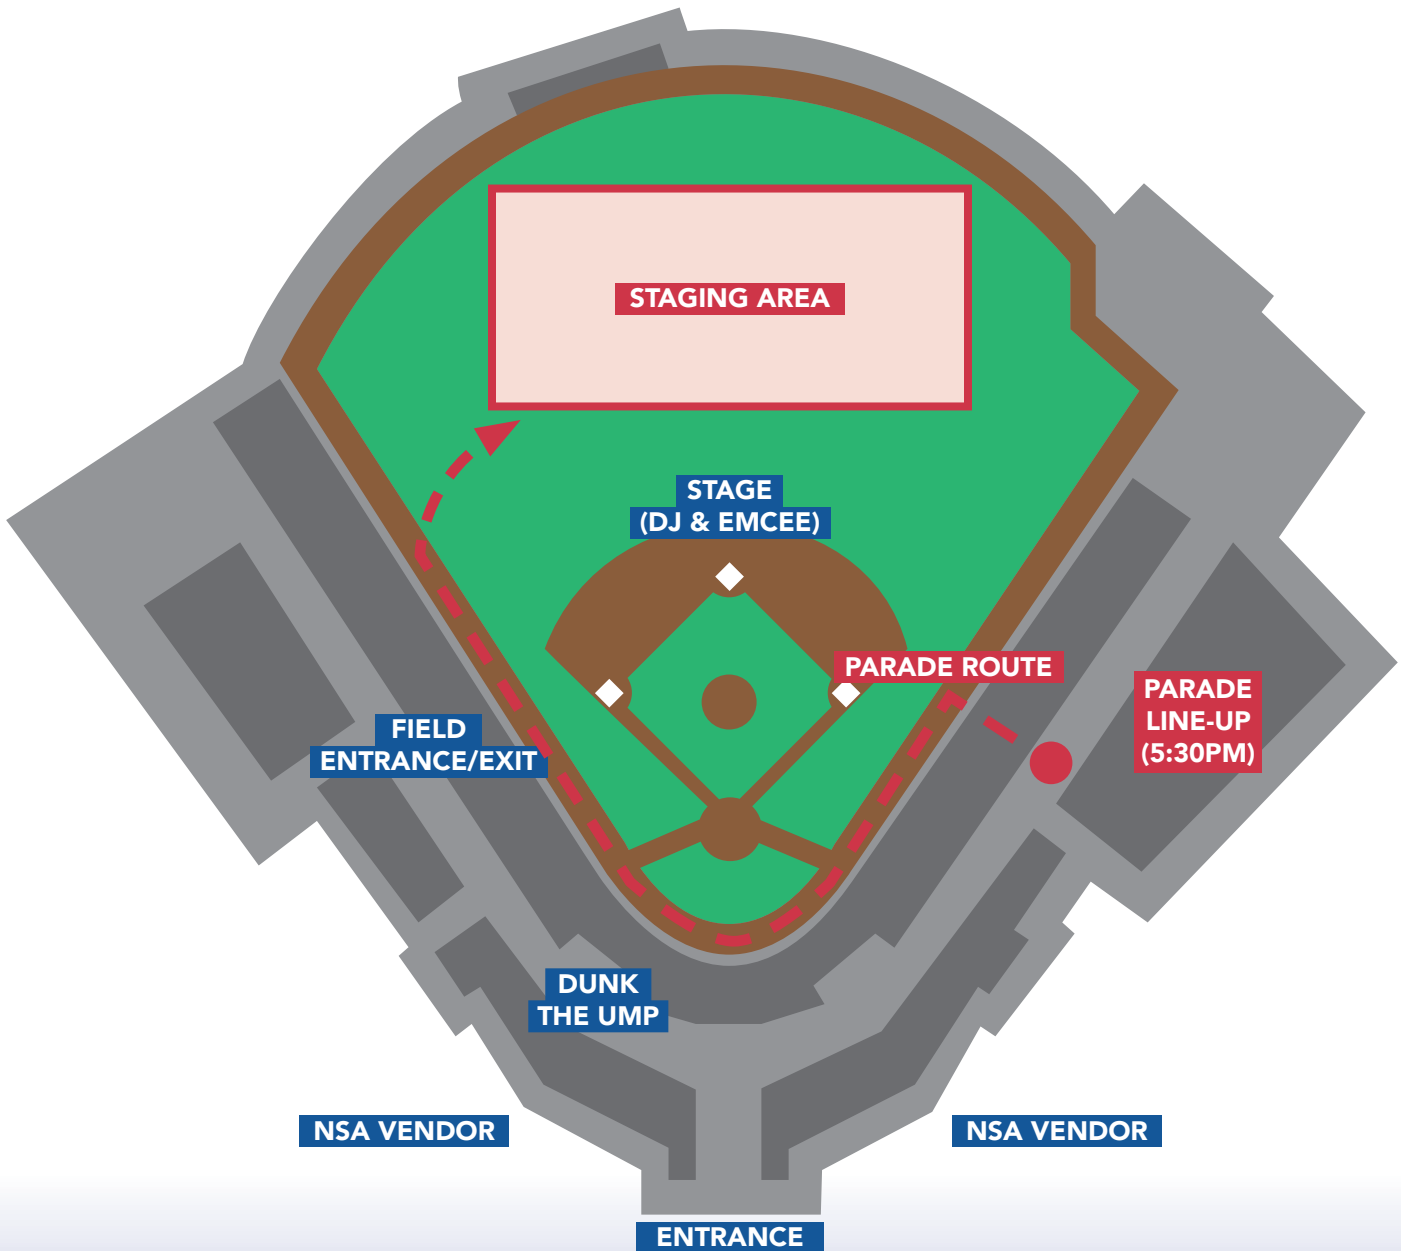 STAGING AREA
STAGE
(DJ & EMCEE)
PARADE ROUTE
PARADE
LINE-UP
(5:30PM)
FIELD
ENTRANCE/EXIT
DUNK
THE UMP
NSA VENDOR
NSA VENDOR
ENTRANCE